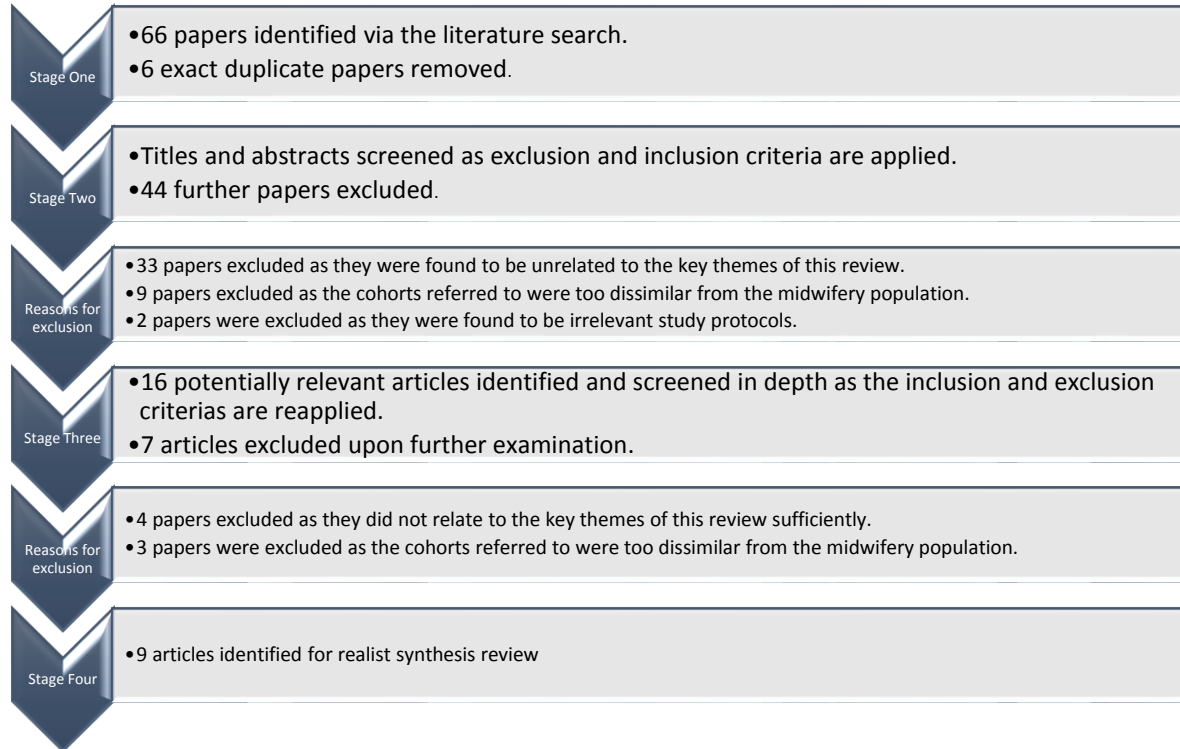 Stage One
•66 papers identified via the literature search.
•6 exact duplicate papers removed.
Stage Two
•Titles and abstracts screened as exclusion and inclusion criteria are applied.
•44 further papers excluded.
Reasons for
exclusion
•33 papers excluded as they were found to be unrelated to the key themes of this review.
•9 papers excluded as the cohorts referred to were too dissimilar from the midwifery population.
•2 papers were excluded as they were found to be irrelevant study protocols.
Stage Three
•16 potentially relevant articles identified and screened in depth as the inclusion and exclusion
criterias are reapplied.
•7 articles excluded upon further examination.
Reasons for
exclusion
•4 papers excluded as they did not relate to the key themes of this review sufficiently.
•3 papers were excluded as the cohorts referred to were too dissimilar from the midwifery population.
Stage Four
•9 articles identified for realist synthesis review